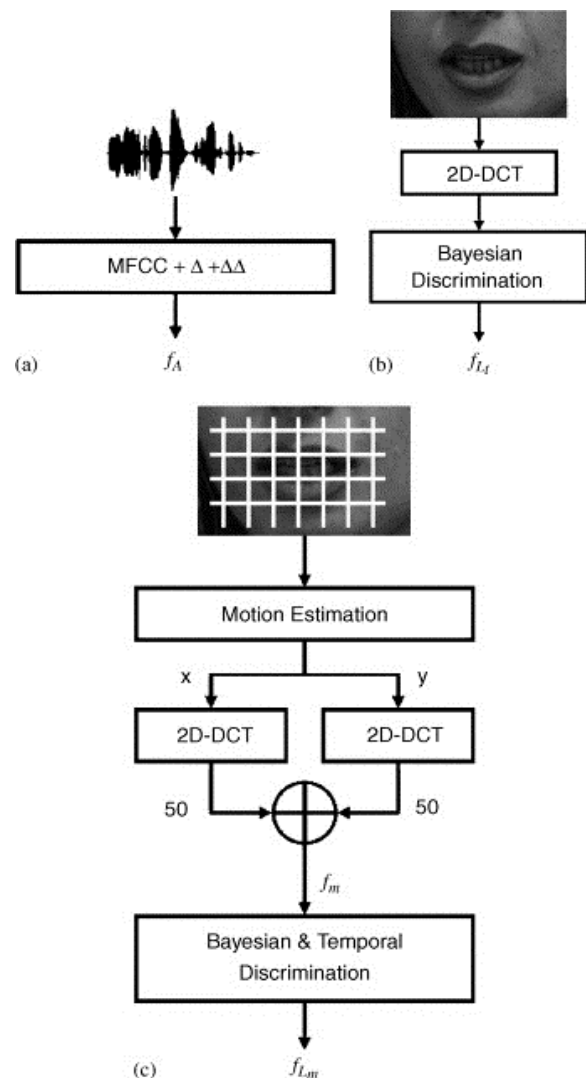 2D-DCT
MFCC + Δ +ΔΔ
Bayesian
Discrimination
(a)
f_A
(b)
f_{L_t}
Motion Estimation
x
y
2D-DCT
2D-DCT
50
50
f_m
Bayesian & Temporal
Discrimination
(c)
f_{L_m}